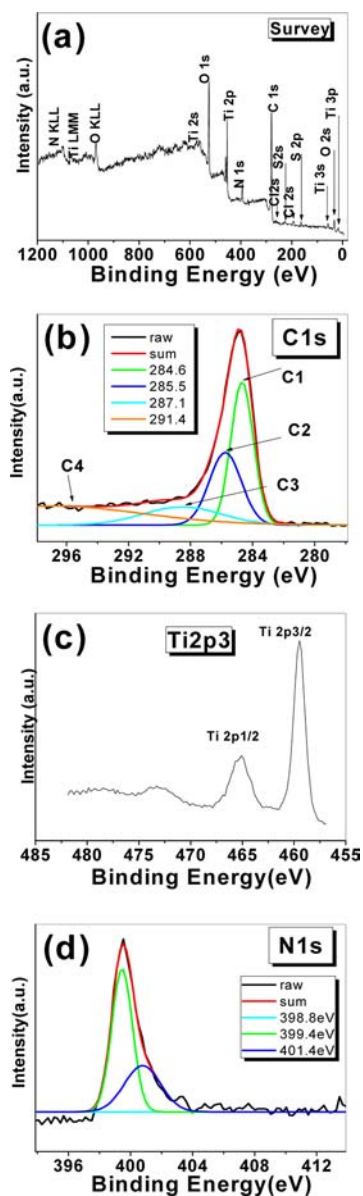 (a)
Survey
N KLL
Ti LMM
O KLL
Ti 2s
O 1s
Ti 2p
N 1s
C 1s
Cl2s
S2s
Cl 2s
S 2p
Ti 3s
O 2s
Ti 3p
Intensity (a.u.)
1200 1000 800 600 400 200 0
Binding Energy (eV)
(b)
C1s
raw
sum
284.6
285.5
287.1
291.4
C1
C2
C3
C4
Intensity(a.u.)
296 292 288 284 280
Binding Energy(eV)
(c)
Ti2p3
Ti 2p3/2
Ti 2p1/2
Intensity (a.u.)
485 480 475 470 465 460 455
Binding Energy(eV)
(d)
N1s
raw
sum
398.8eV
399.4eV
401.4eV
Intensity(a.u.)
396 400 404 408 412
Binding Energy(eV)